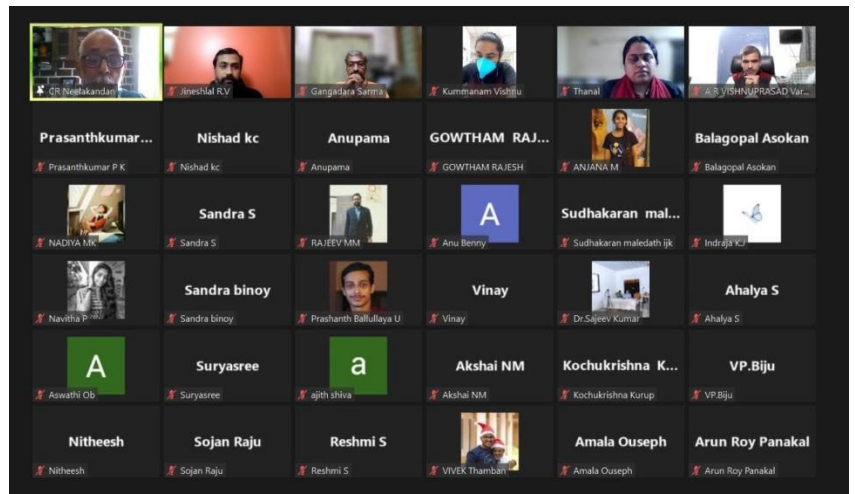 CR Neelakandan
Jineshlal R.V
Gangadara Sarma
Kummanam Vishnu
Thanal
A R VISHNUPRASAD Var...
Prasanthkumar...
Prasanthkumar P K
Nishad kc
Nishad kc
Anupama
Anupama
GOWTHAM RAJ...
GOWTHAM RAJESH
ANJANA M
Balagopal Asokan
Balagopal Asokan
NADIYA MK
Sandra S
Sandra S
RAJEEV MM
A
Anu Benny
Sudhakaran mal...
Sudhakaran maledath ijk
Indraja K.J
Navitha P
Sandra binoy
Sandra binoy
Prashanth Ballullaya U
Vinay
Vinay
Dr.Sajeev Kumar
Ahalya S
Ahalya S
A
Aswathi Ob
Suryasree
Suryasree
a
ajith shiva
Akshai NM
Akshai NM
Kochukrishna K...
Kochukrishna Kurup
VP.Biju
VP.Biju
Nitheesh
Nitheesh
Sojan Raju
Sojan Raju
Reshmi S
Reshmi S
VIVEK Thamban
Amala Ouseph
Amala Ouseph
Arun Roy Panakal
Arun Roy Panakal